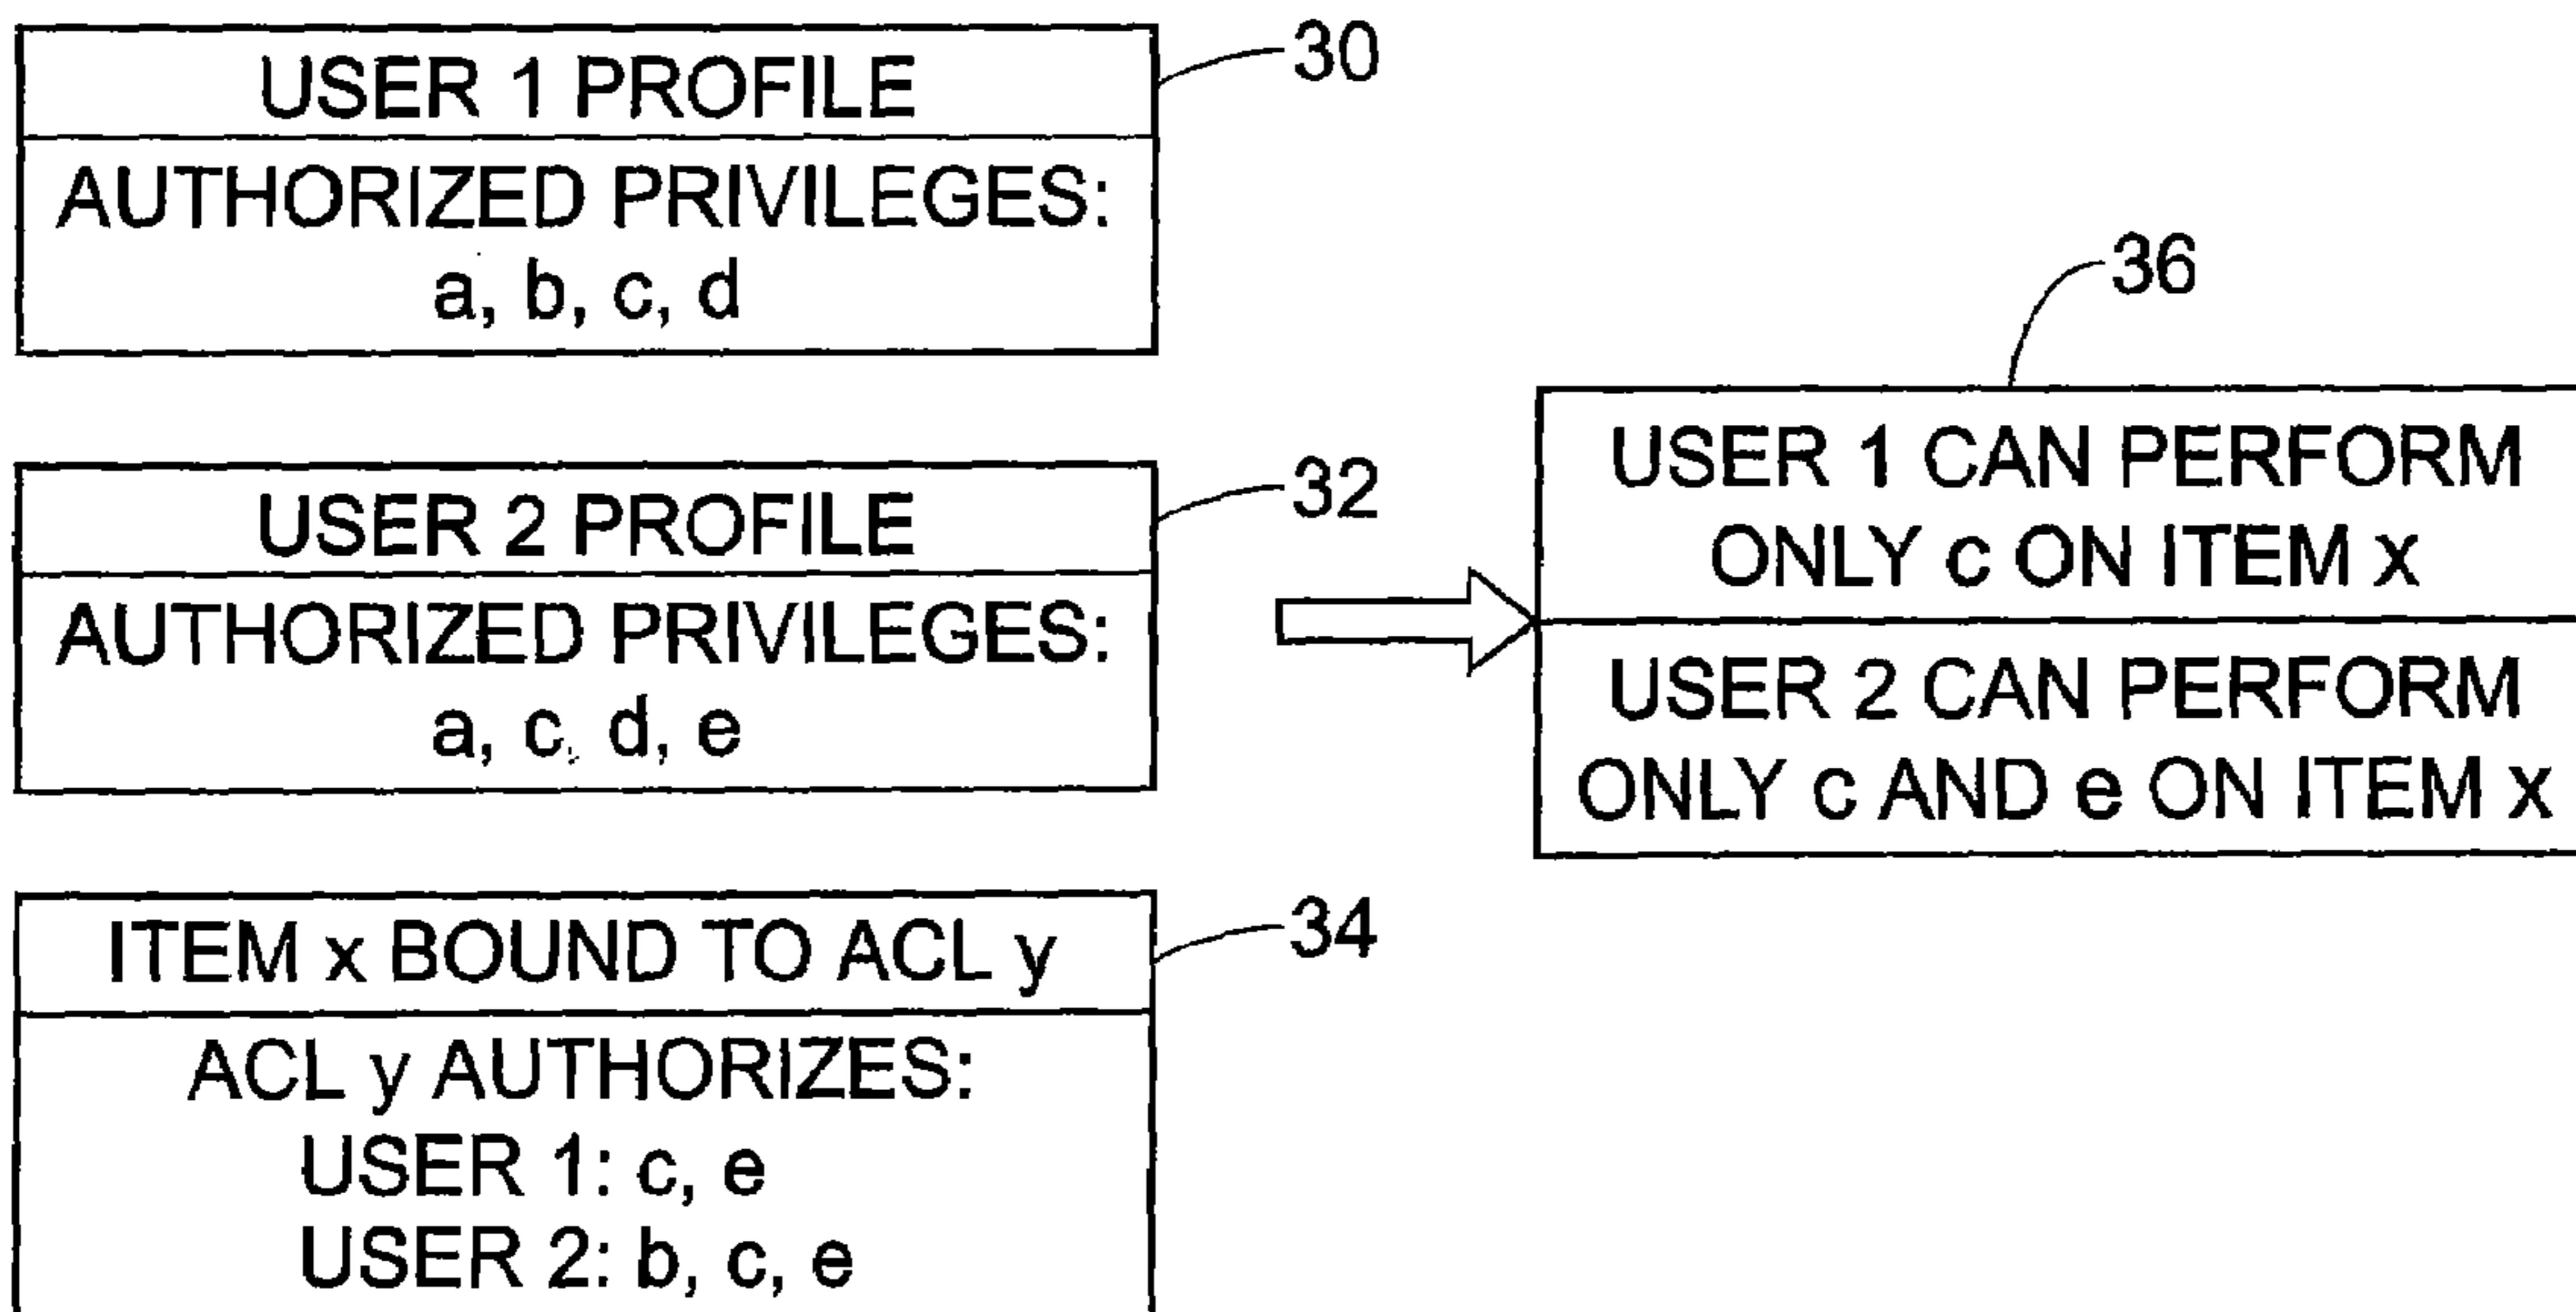 USER 1 PROFILE
30
AUTHORIZED PRIVILEGES:
a, b, c, d
USER 2 PROFILE
32
AUTHORIZED PRIVILEGES:
a, c, d, e
ITEM x BOUND TO ACL y
34
ACL y AUTHORIZES:
USER 1: c, e
USER 2: b, c, e
36
USER 1 CAN PERFORM
ONLY c ON ITEM x
USER 2 CAN PERFORM
ONLY c AND e ON ITEM x